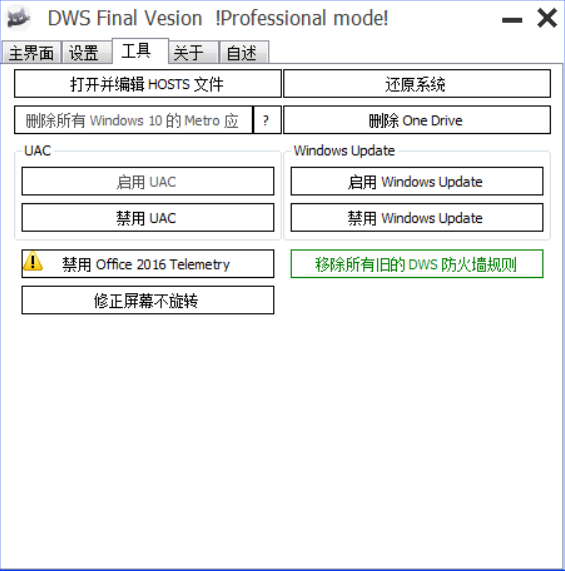 DWS Final Vesion !Professional mode!
主界面 设置 工具 关于 自述
打开并编辑 HOSTS 文件 还原系统
删除所有 Windows 10 的 Metro 应 ? 删除 One Drive
UAC Windows Update
启用 UAC 启用 Windows Update
禁用 UAC 禁用 Windows Update
禁用 Office 2016 Telemetry 移除所有旧的 DWS 防火墙规则
修正屏幕不旋转